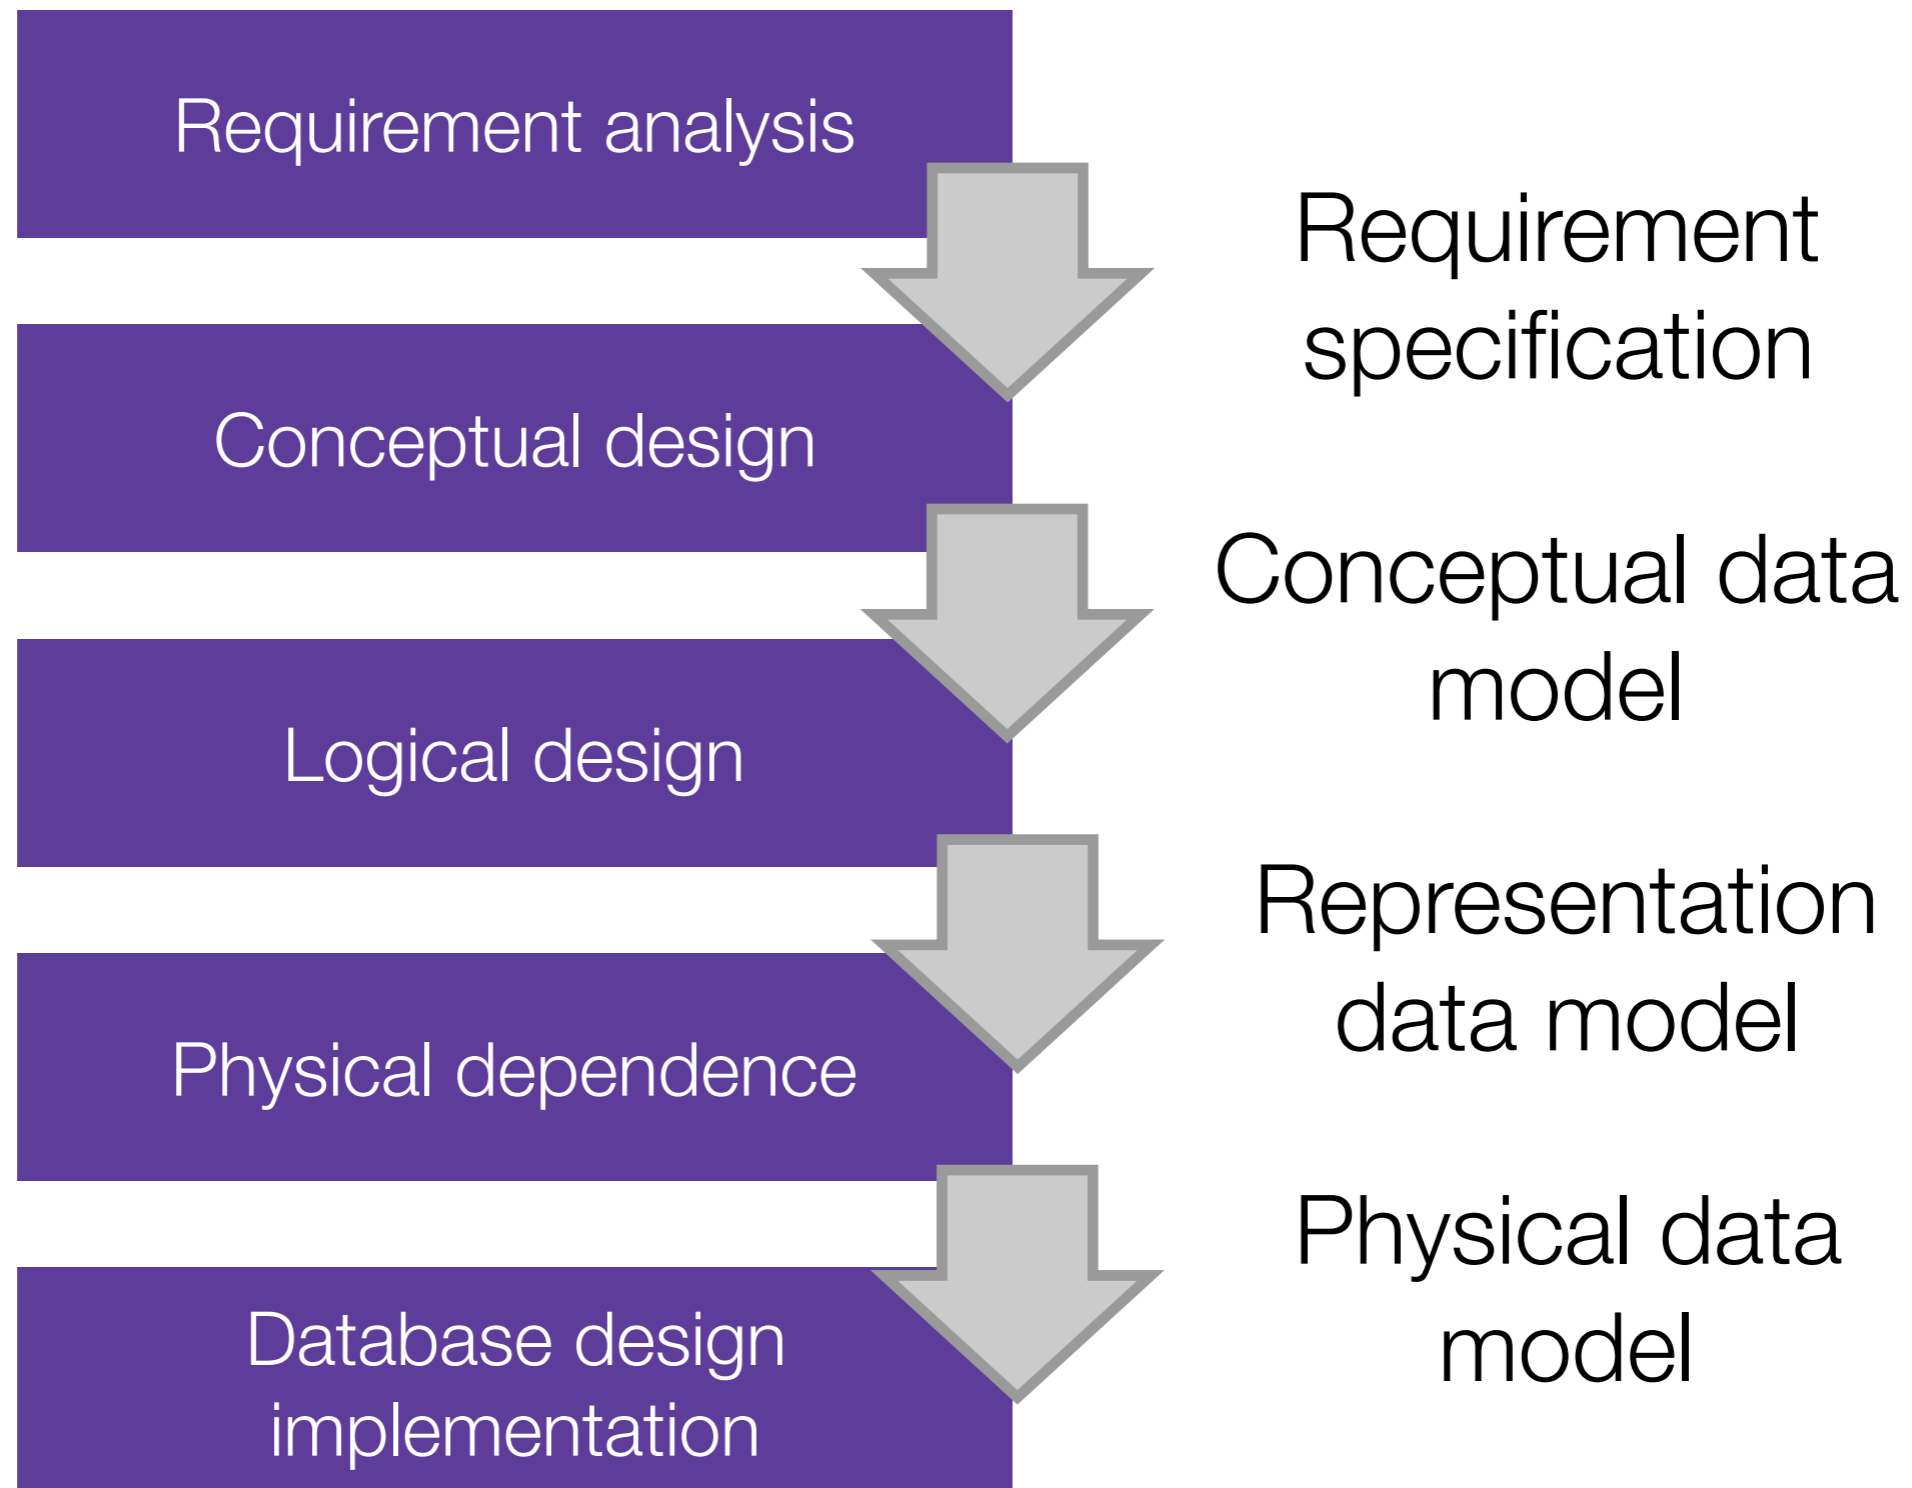 Requirement analysis
Requirement
specification
Conceptual design
Conceptual data
model
Logical design
Representation
data model
Physical dependence
Physical data
model
Database design
implementation